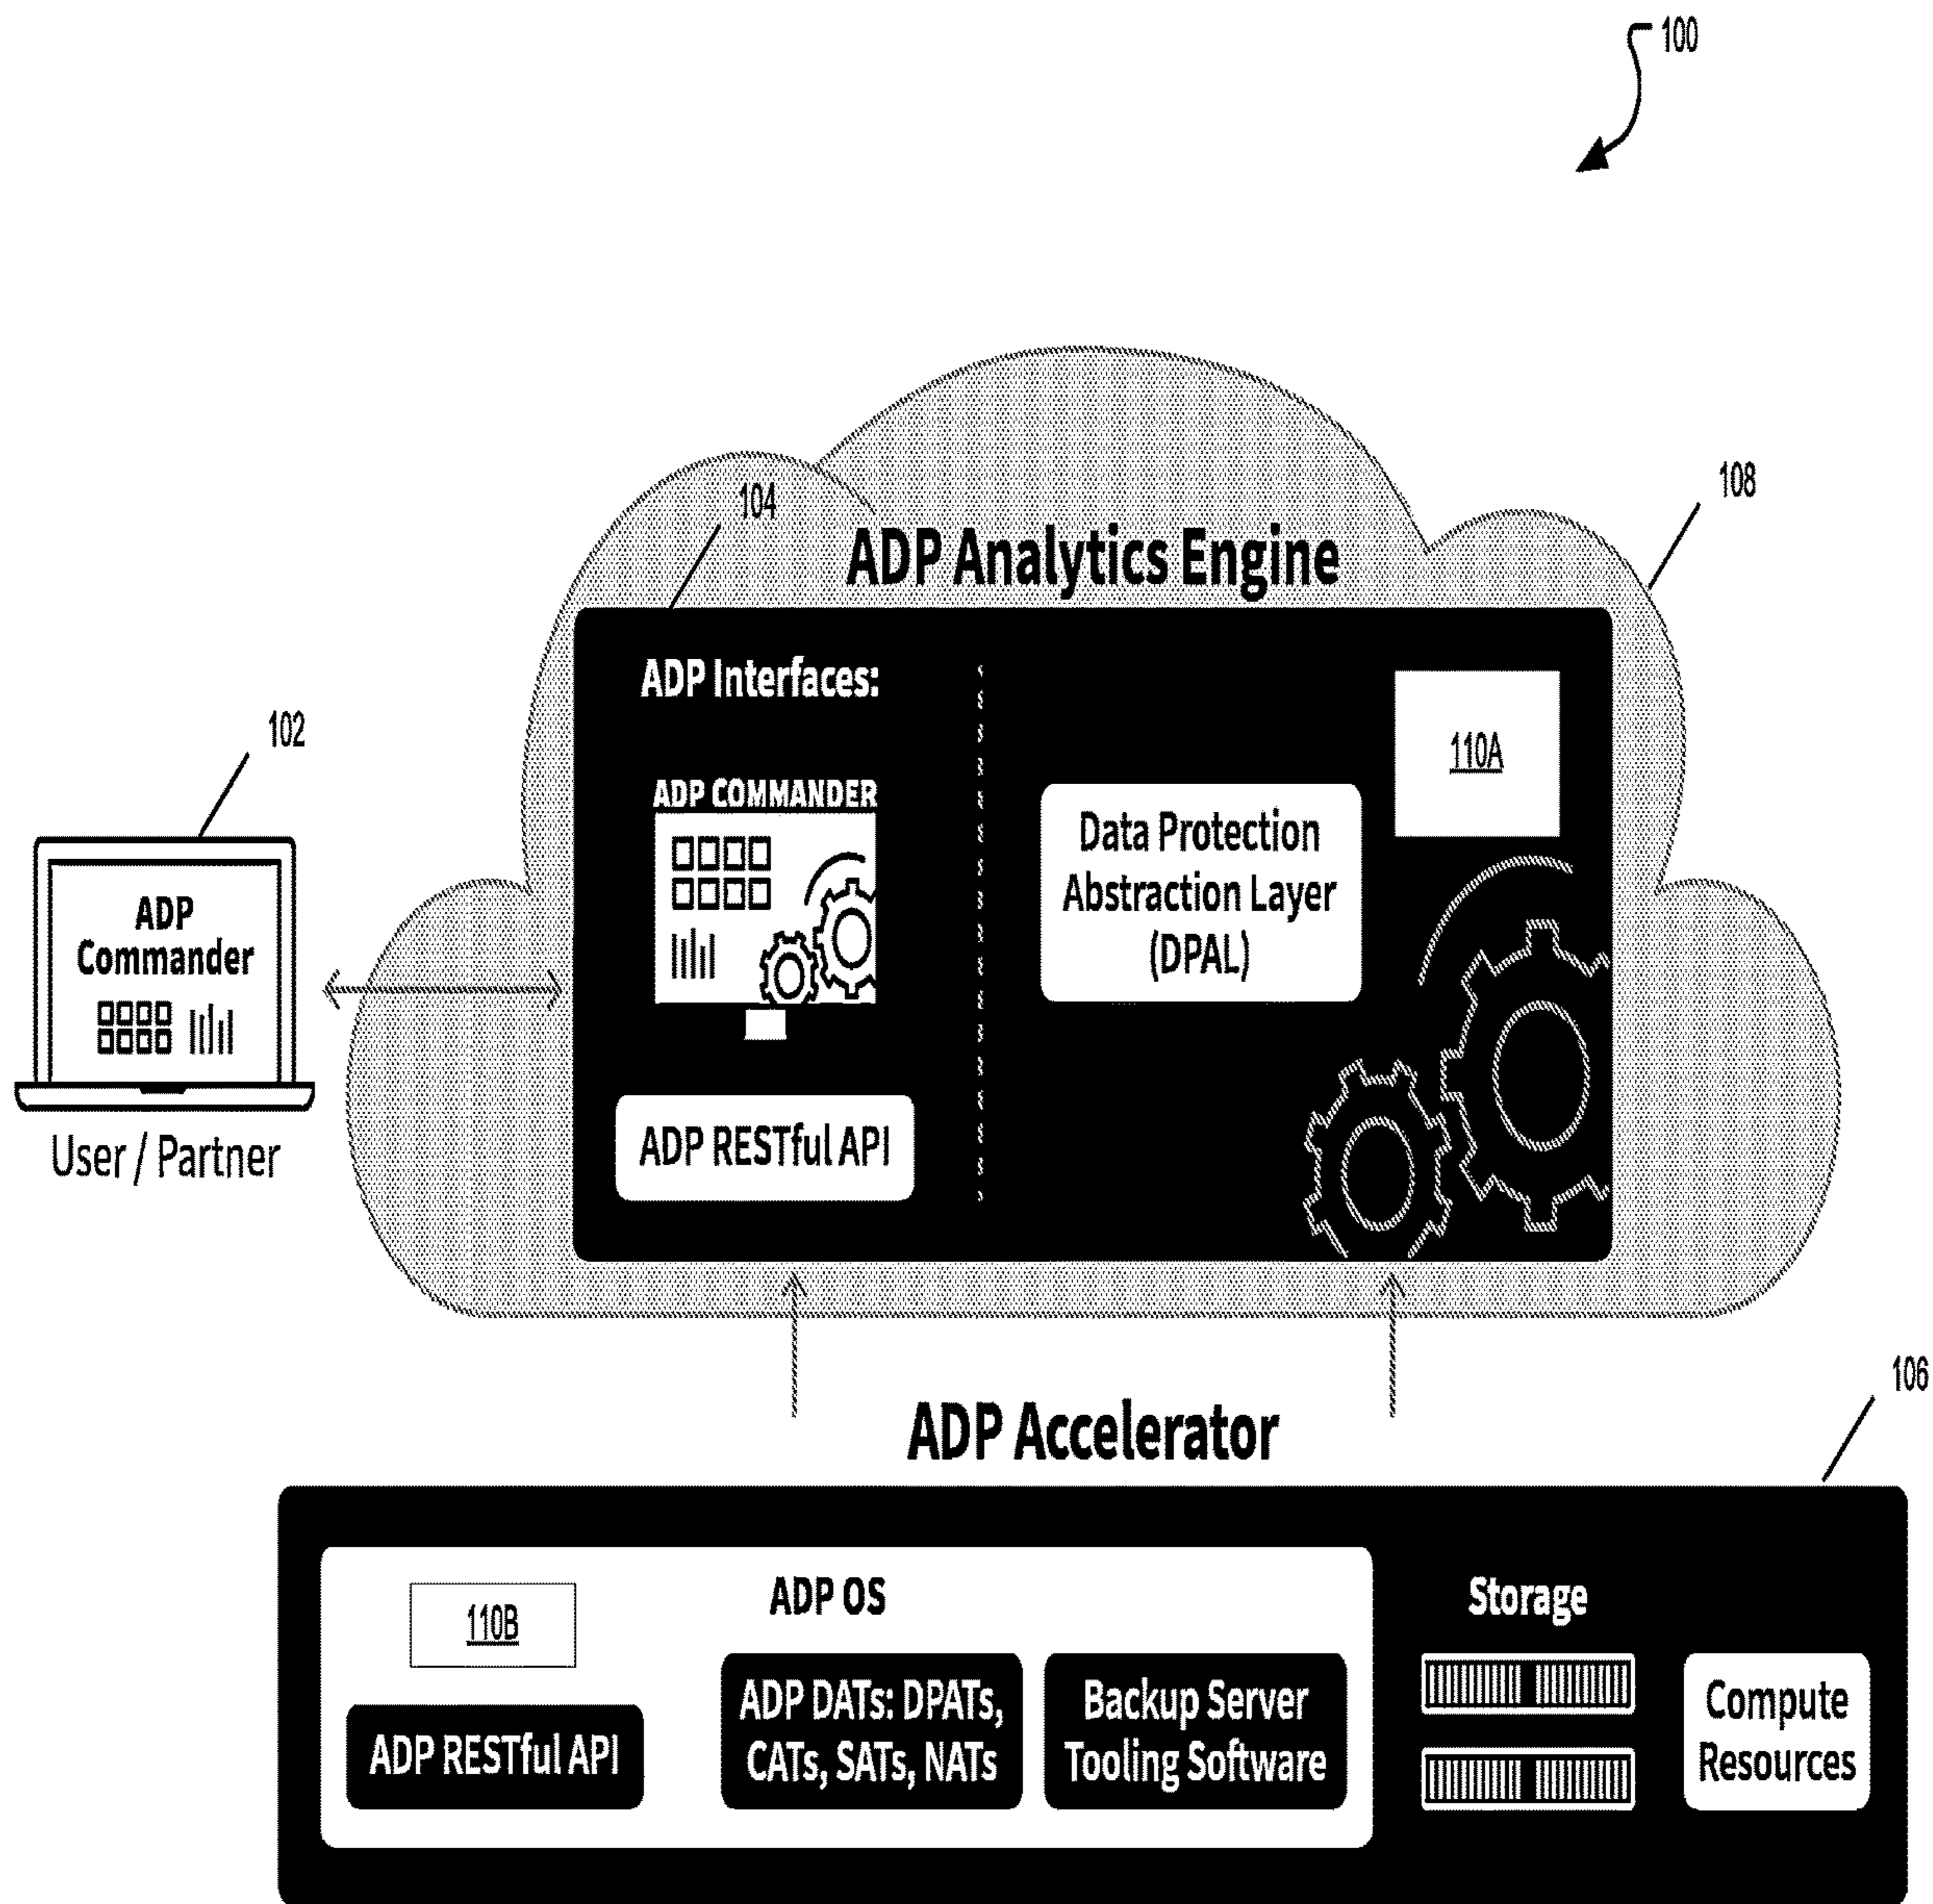 100
108
104
ADP Analytics Engine
ADP Interfaces:
102
110A
ADP COMMANDER
Data Protection
Abstraction Layer
(DPAL)
ADP
Commander
User / Partner
ADP RESTful API
106
ADP Accelerator
ADP OS
Storage
110B
ADP DATs: DPATs,
CATs, SATs, NATs
Backup Server
Tooling Software
Compute
Resources
ADP RESTful API